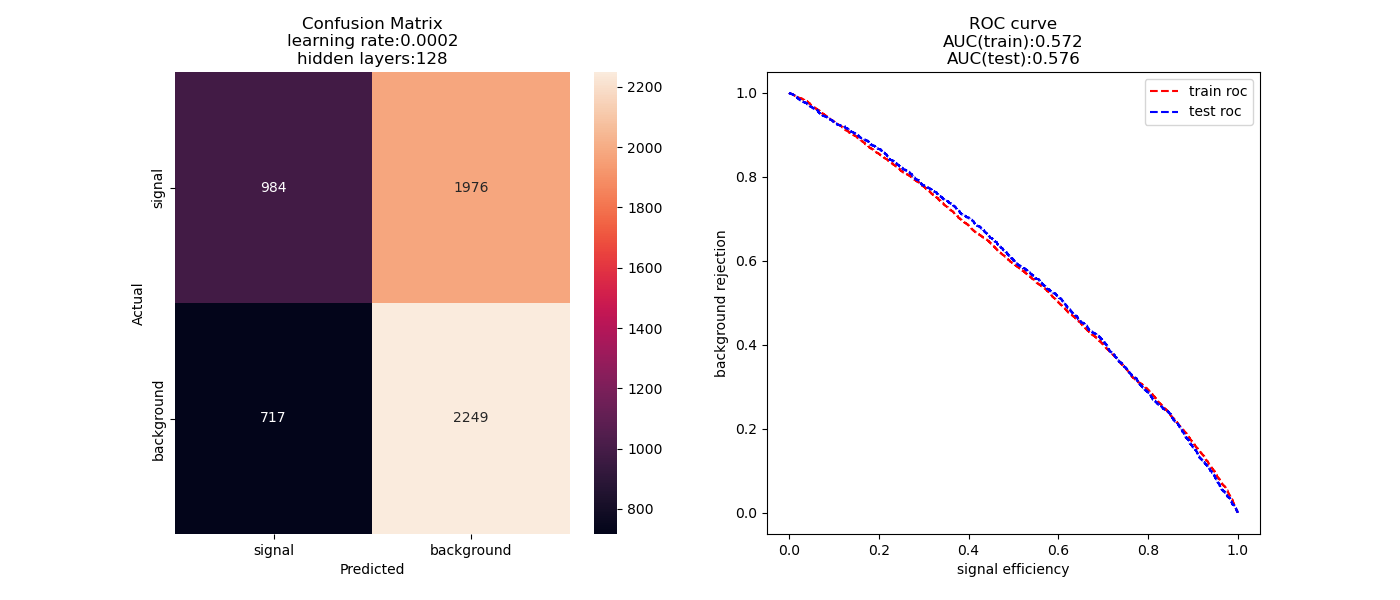 Confusion Matrix
learning rate:0.0002
hidden layers:128
signal
background
Actual
984
1976
717
2249
signal
background
Predicted
2200
2000
1800
1600
1400
1200
1000
800
ROC curve
AUC(train):0.572
AUC(test):0.576
train roc
test roc
background rejection
1.0
0.8
0.6
0.4
0.2
0.0
0.0
0.2
0.4
0.6
0.8
1.0
signal efficiency